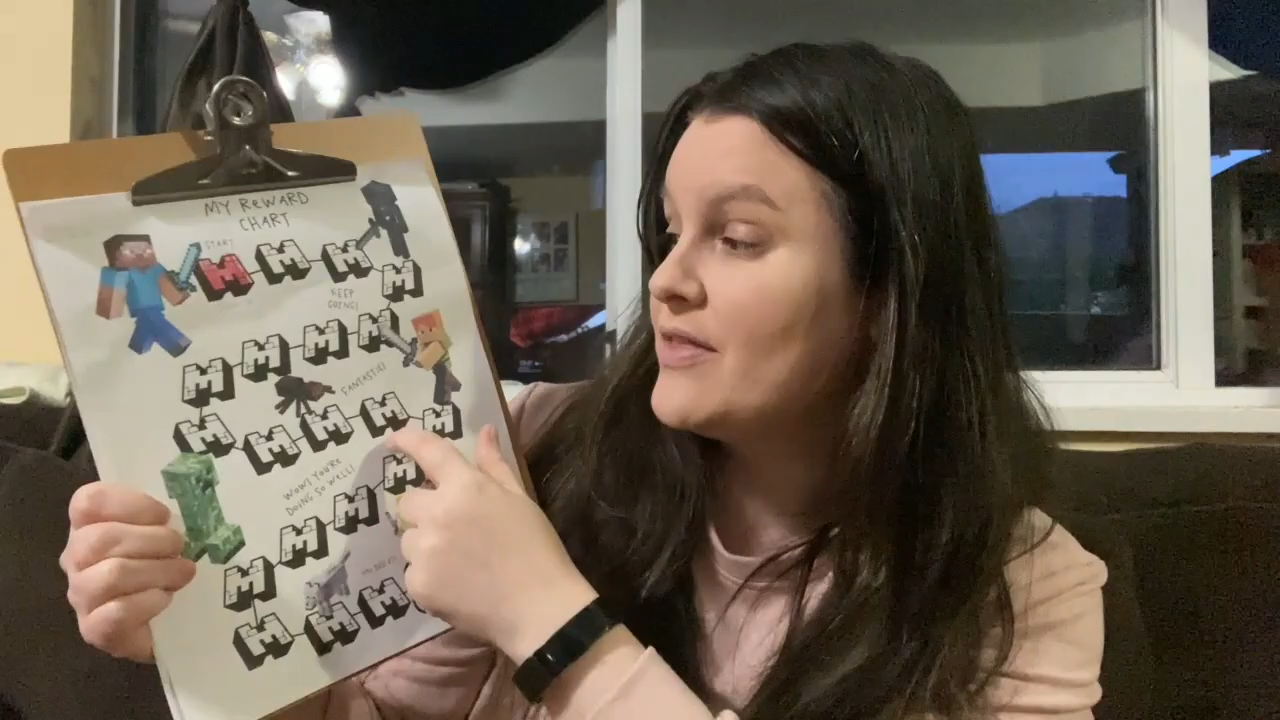 MY REWARD
CHART
START
M M M
M
KEEP
GOING!
M M M M
FANTASTIC!
M M M M M
WOW! YOU'RE
DOING SO WELL!
M M M M
M M M